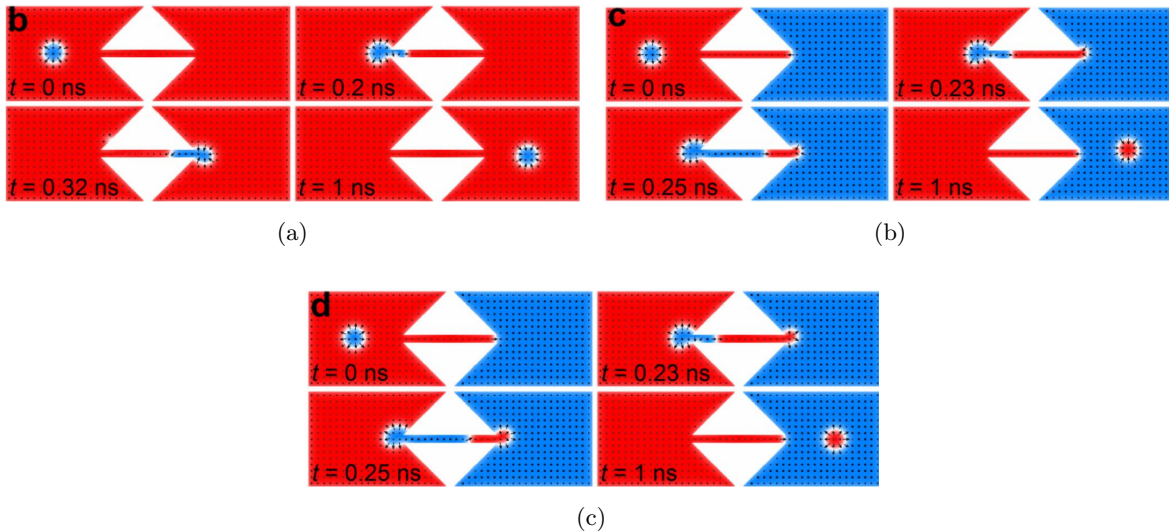 b
t = 0 ns
t = 0.2 ns
t = 0.32 ns
t = 1 ns
(a)
c
t = 0 ns
t = 0.23 ns
t = 0.25 ns
t = 1 ns
(b)
d
t = 0 ns
t = 0.23 ns
t = 0.25 ns
t = 1 ns
(c)